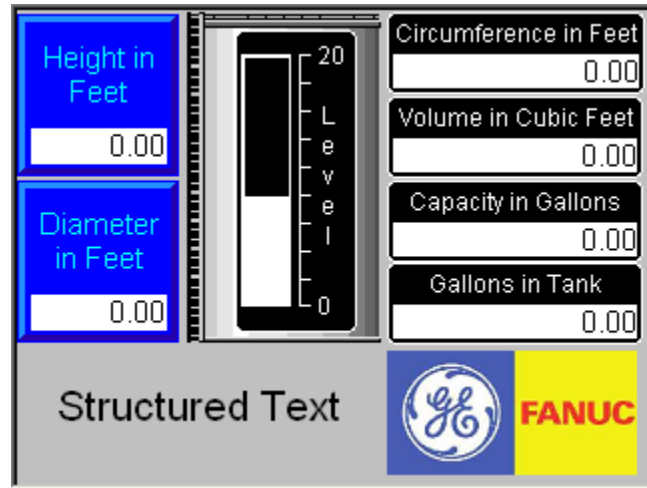 Height in
Feet
0.00
Diameter
in Feet
0.00
20
Level
0
Circumference in Feet
0.00
Volume in Cubic Feet
0.00
Capacity in Gallons
0.00
Gallons in Tank
0.00
Structured Text
GE
FANUC